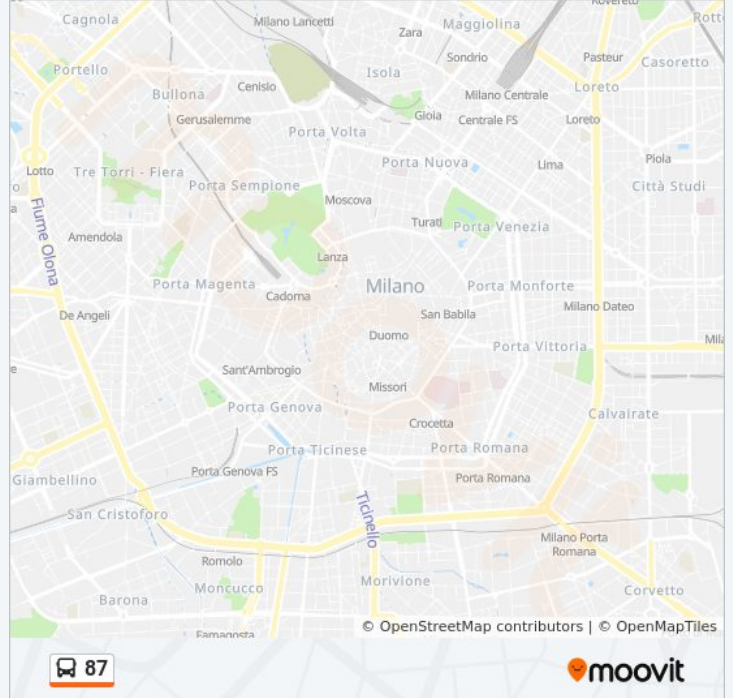 Rovereto
Cagnola
Milano Lancetti
Maggiolina
Zara
Sondrio
Pasteur
Casoretto
Portello
Isola
Bullona
Cenisio
Milano Centrale
Loreto
Gerusalemme
Gioia
Centrale FS
Loreto
Porta Volta
Lotto
Tre Torri - Fiera
Porta Nuova
Lima
Piola
Porta Sempione
Città Studi
Moscova
Fiume Olona
Turati
Porta Venezia
Amendola
Lanza
Porta Magenta
Milano
Porta Monforte
Cadorna
De Angeli
San Babila
Milano Dateo
Duomo
Porta Vittoria
Sant'Ambrogio
Missori
Porta Genova
Crocetta
Calvairate
Porta Ticinese
Porta Romana
Giambellino
Porta Genova FS
Porta Romana
San Cristoforo
Ticinello
Milano Porta
Romana
Romolo
Moncucco
Morivione
Corvetto
Barona
Famagosta
© OpenStreetMap contributors | © OpenMapTiles
87
moovit